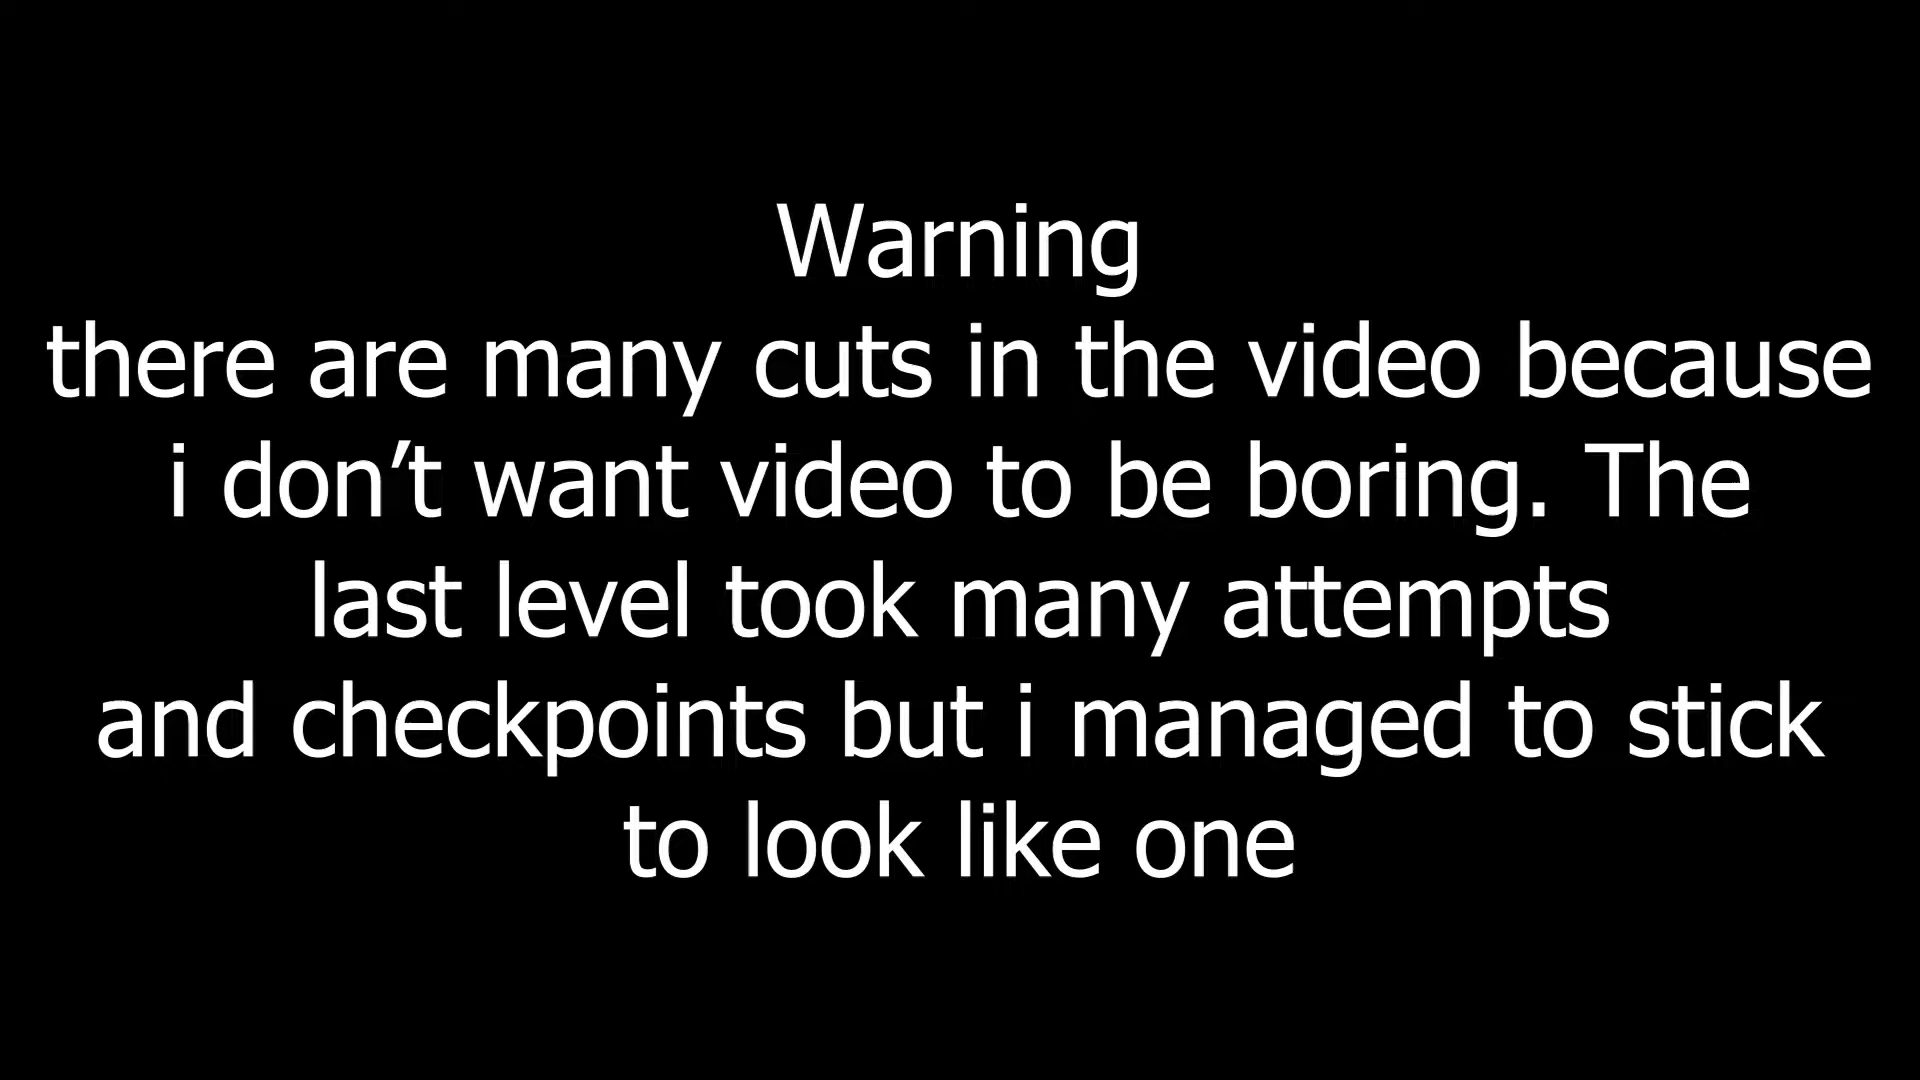 Warning
there are many cuts in the video because
i don’t want video to be boring. The
last level took many attempts
and checkpoints but i managed to stick
to look like one